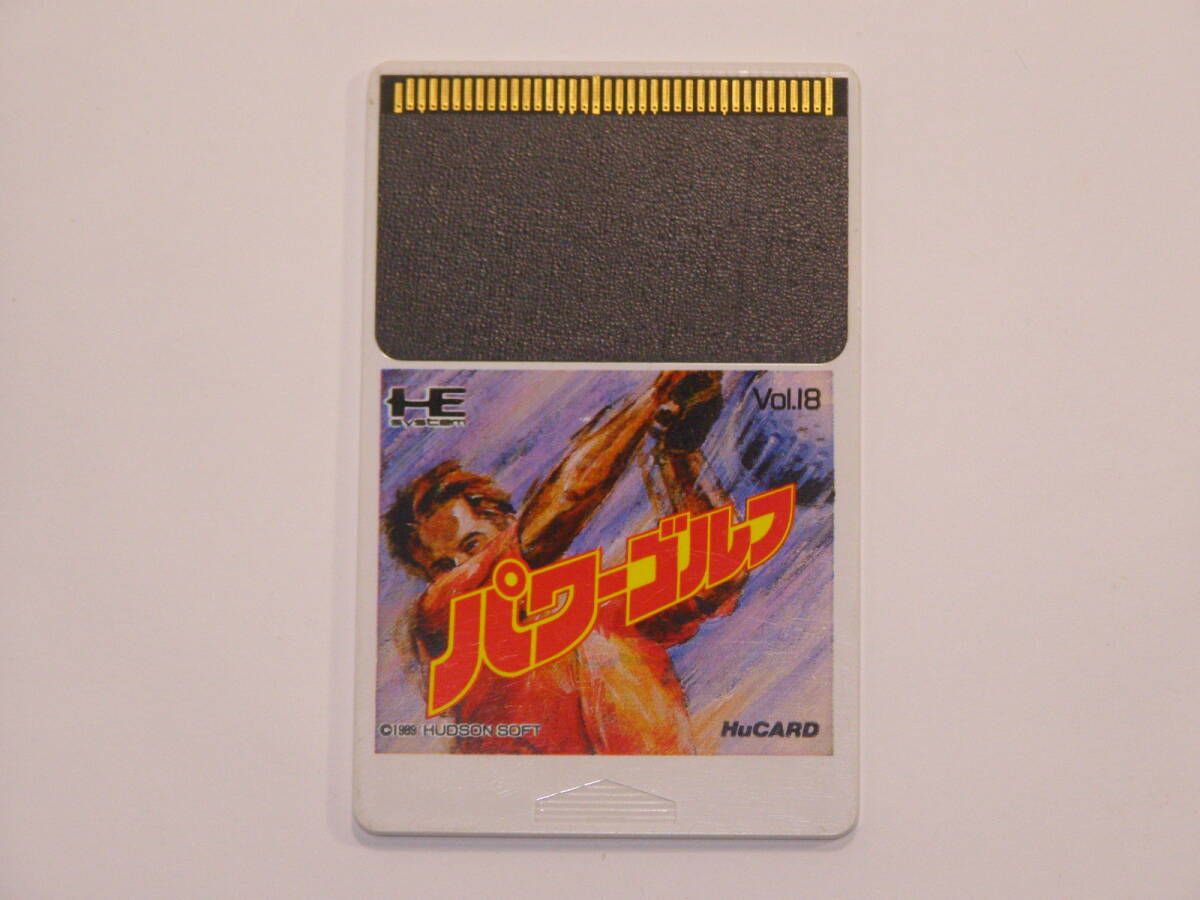 HE
system
Vol.18
パワーゴルフ
©1989 HUDSON SOFT
HuCARD